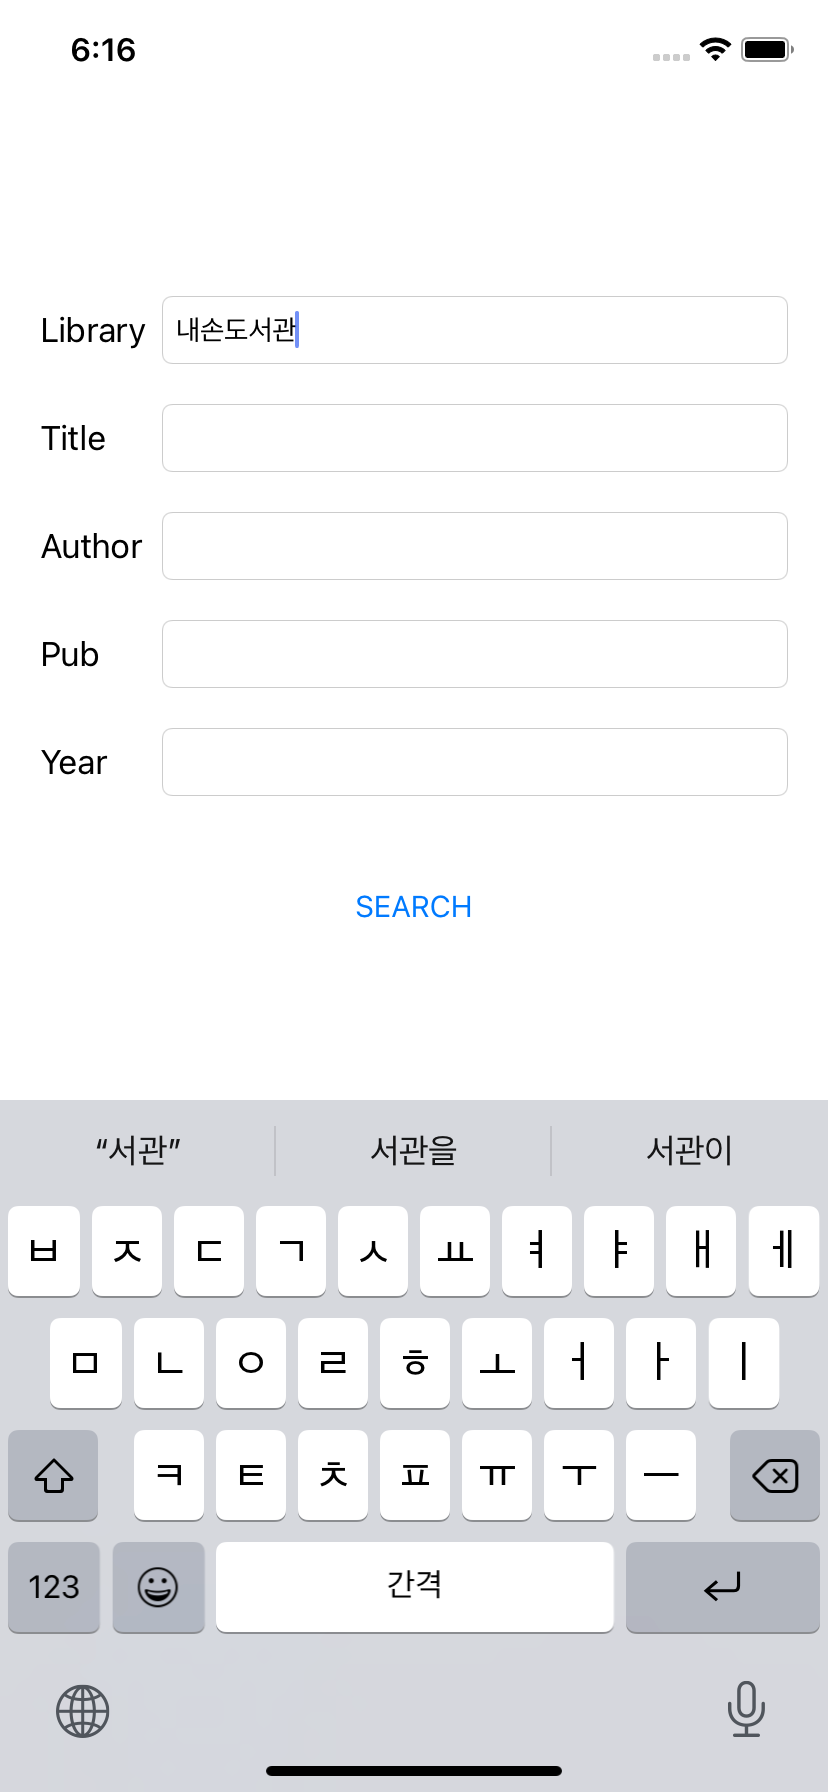 6:16
Library 내손도서관
Title
Author
Pub
Year
SEARCH
“서관” 서관을 서관이
ㅂ ㅈ ㄷ ㄱ ㅅ ㅛ ㅕ ㅑ ㅐ ㅔ
ㅁ ㄴ ㅇ ㄹ ㅎ ㅗ ㅓ ㅏ ㅣ
ㅋ ㅌ ㅊ ㅍ ㅠ ㅜ ㅡ
123 간격